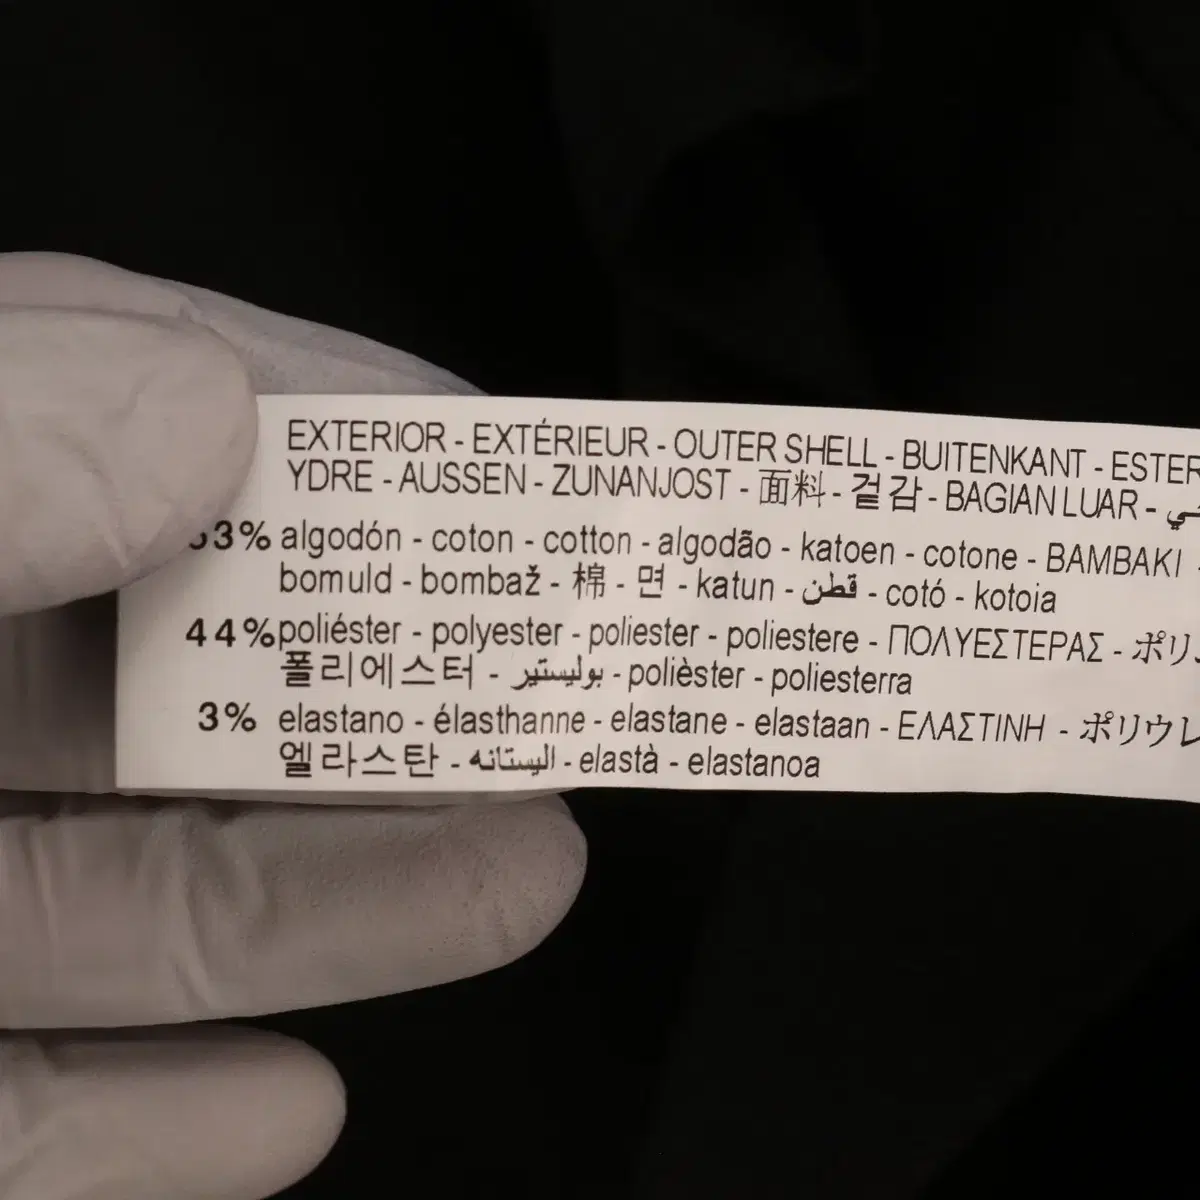 EXTERIOR - EXTÉRIEUR - OUTER SHELL - BUITENKANT - ESTER
YDRE - AUSSEN - ZUNANJOST - 面料 - 겉감 - BAGIAN LUAR -
3% algodón - coton - cotton - algodão - katoen - cotone - BAMBAKI -
bomuld - bombaž - 棉 - 면 - katun - قطن - cotó - kotoia
44% poliéster - polyester - poliester - poliestere - ΠΟΛΥΕΣΤΕΡΑΣ - ポリ
폴리에스터 - بوليستير - polièster - poliesterra
3% elastano - élasthanne - elastane - elastaan - ΕΛΑΣΤΙΝΗ - ポリウレ
엘라스탄 - اليستانه - elastà - elastanoa